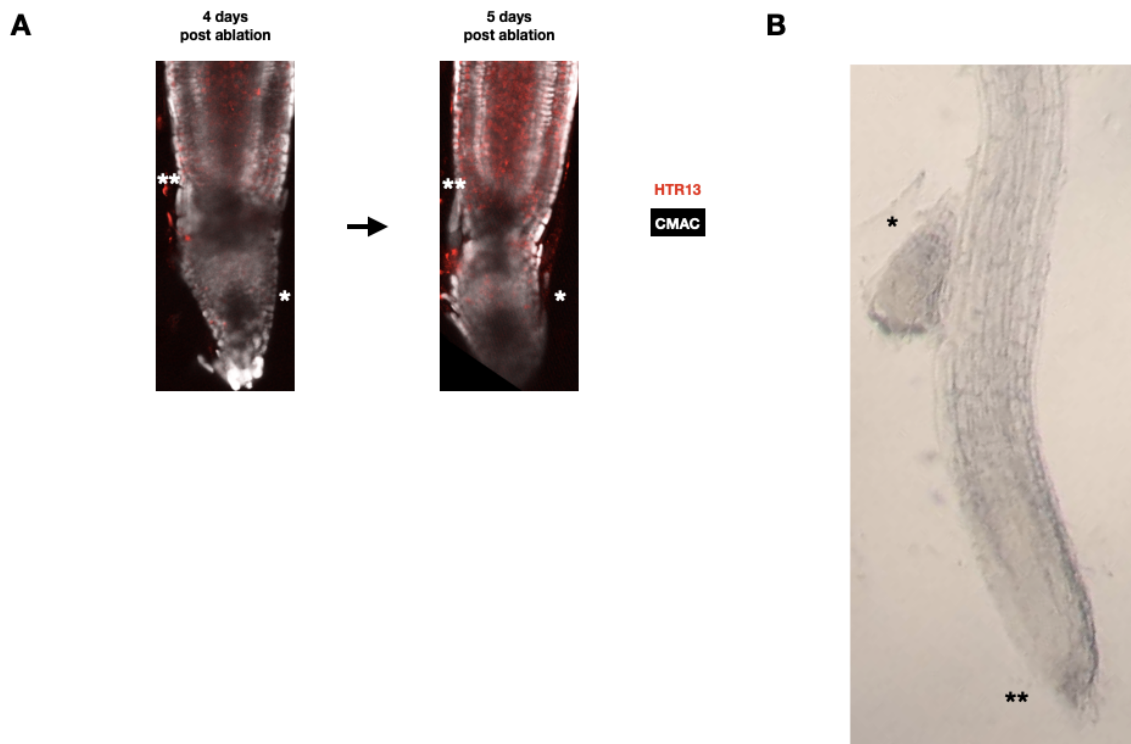 A
4 days
post ablation
5 days
post ablation
**
*
**
*
HTR13
CMAC
B
*
**